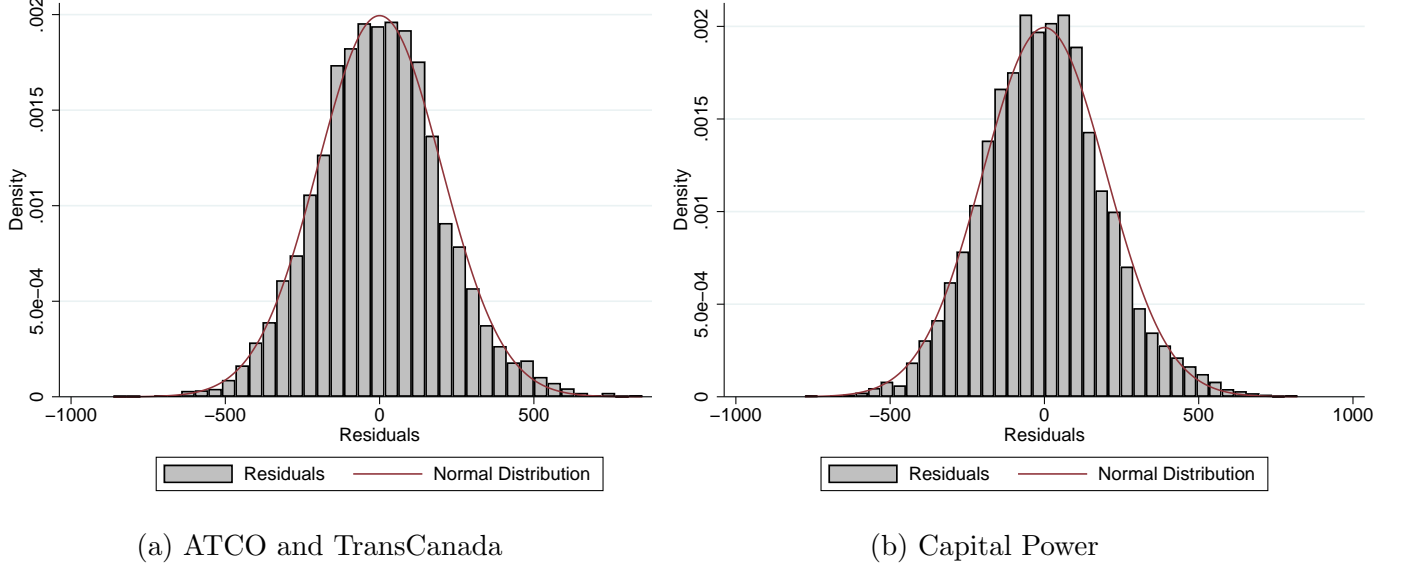 Density
.002
.0015
.001
5.0e−04
0
−1000
−500
0
500
Residuals
Residuals
Normal Distribution
(a) ATCO and TransCanada
Density
.002
.0015
.001
5.0e−04
0
−1000
−500
0
500
1000
Residuals
Residuals
Normal Distribution
(b) Capital Power